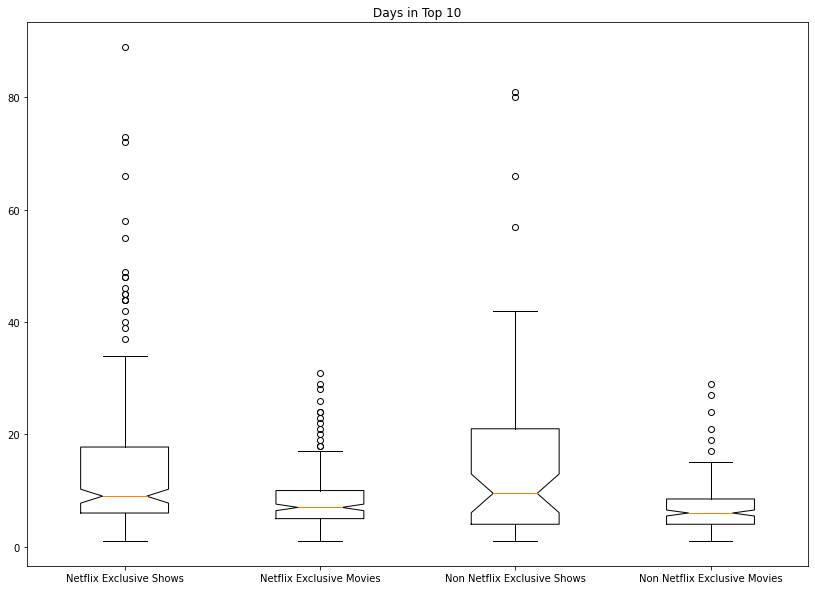 Days in Top 10
80
60
40
20
0
Netflix Exclusive Shows
Netflix Exclusive Movies
Non Netflix Exclusive Shows
Non Netflix Exclusive Movies